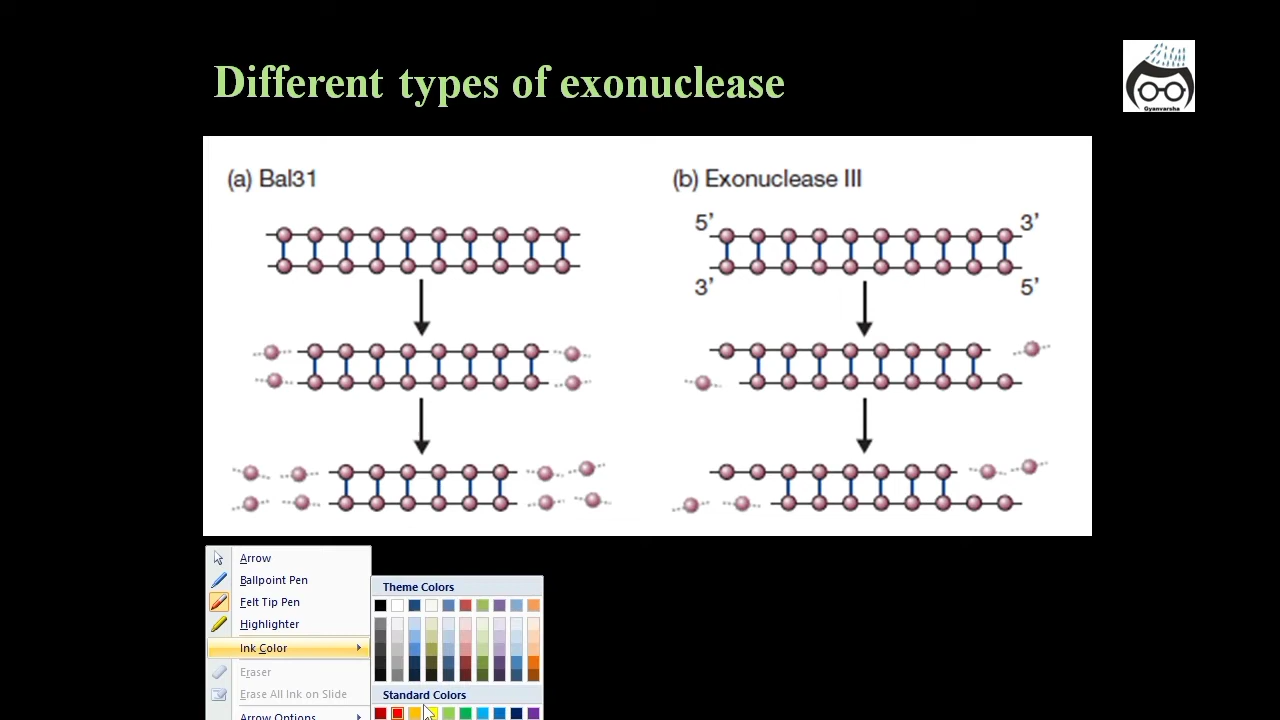 Different types of exonuclease
Gyanvarsha
(a) Bal31
(b) Exonuclease III
5’ 3’
3’ 5’
Arrow
Ballpoint Pen
Felt Tip Pen
Highlighter
Ink Color
Eraser
Erase All Ink on Slide
Arrow Options
Theme Colors
Standard Colors